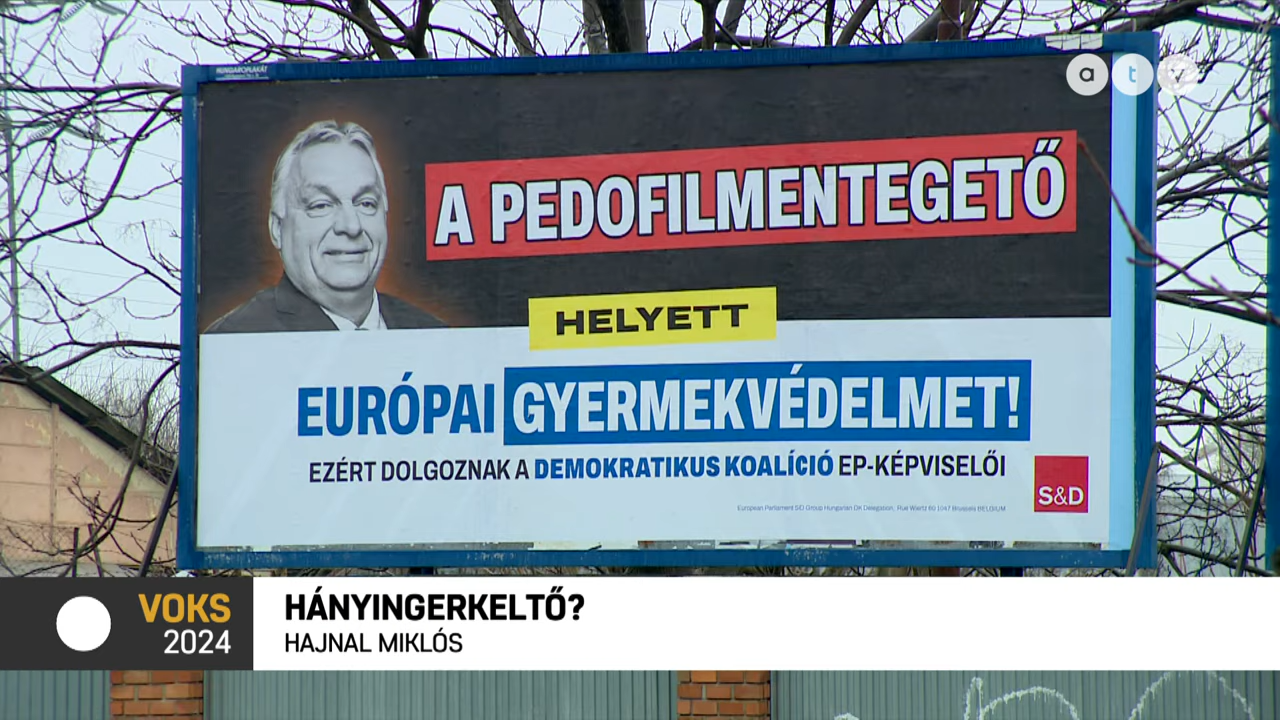 HUNGAROPLAKÁT
a t v
A PEDOFILMENTEGETŐ
HELYETT
EURÓPAI GYERMEKVÉDELMET!
EZÉRT DOLGOZNAK A DEMOKRATIKUS KOALÍCIÓ EP-KÉPVISELŐI
S&D
European Parliament S&D Group Hungarian DK Delegation, Rue Wiertz 60 1047 Brussels BELGIUM
VOKS
2024
HÁNYINGERKELTŐ?
HAJNAL MIKLÓS